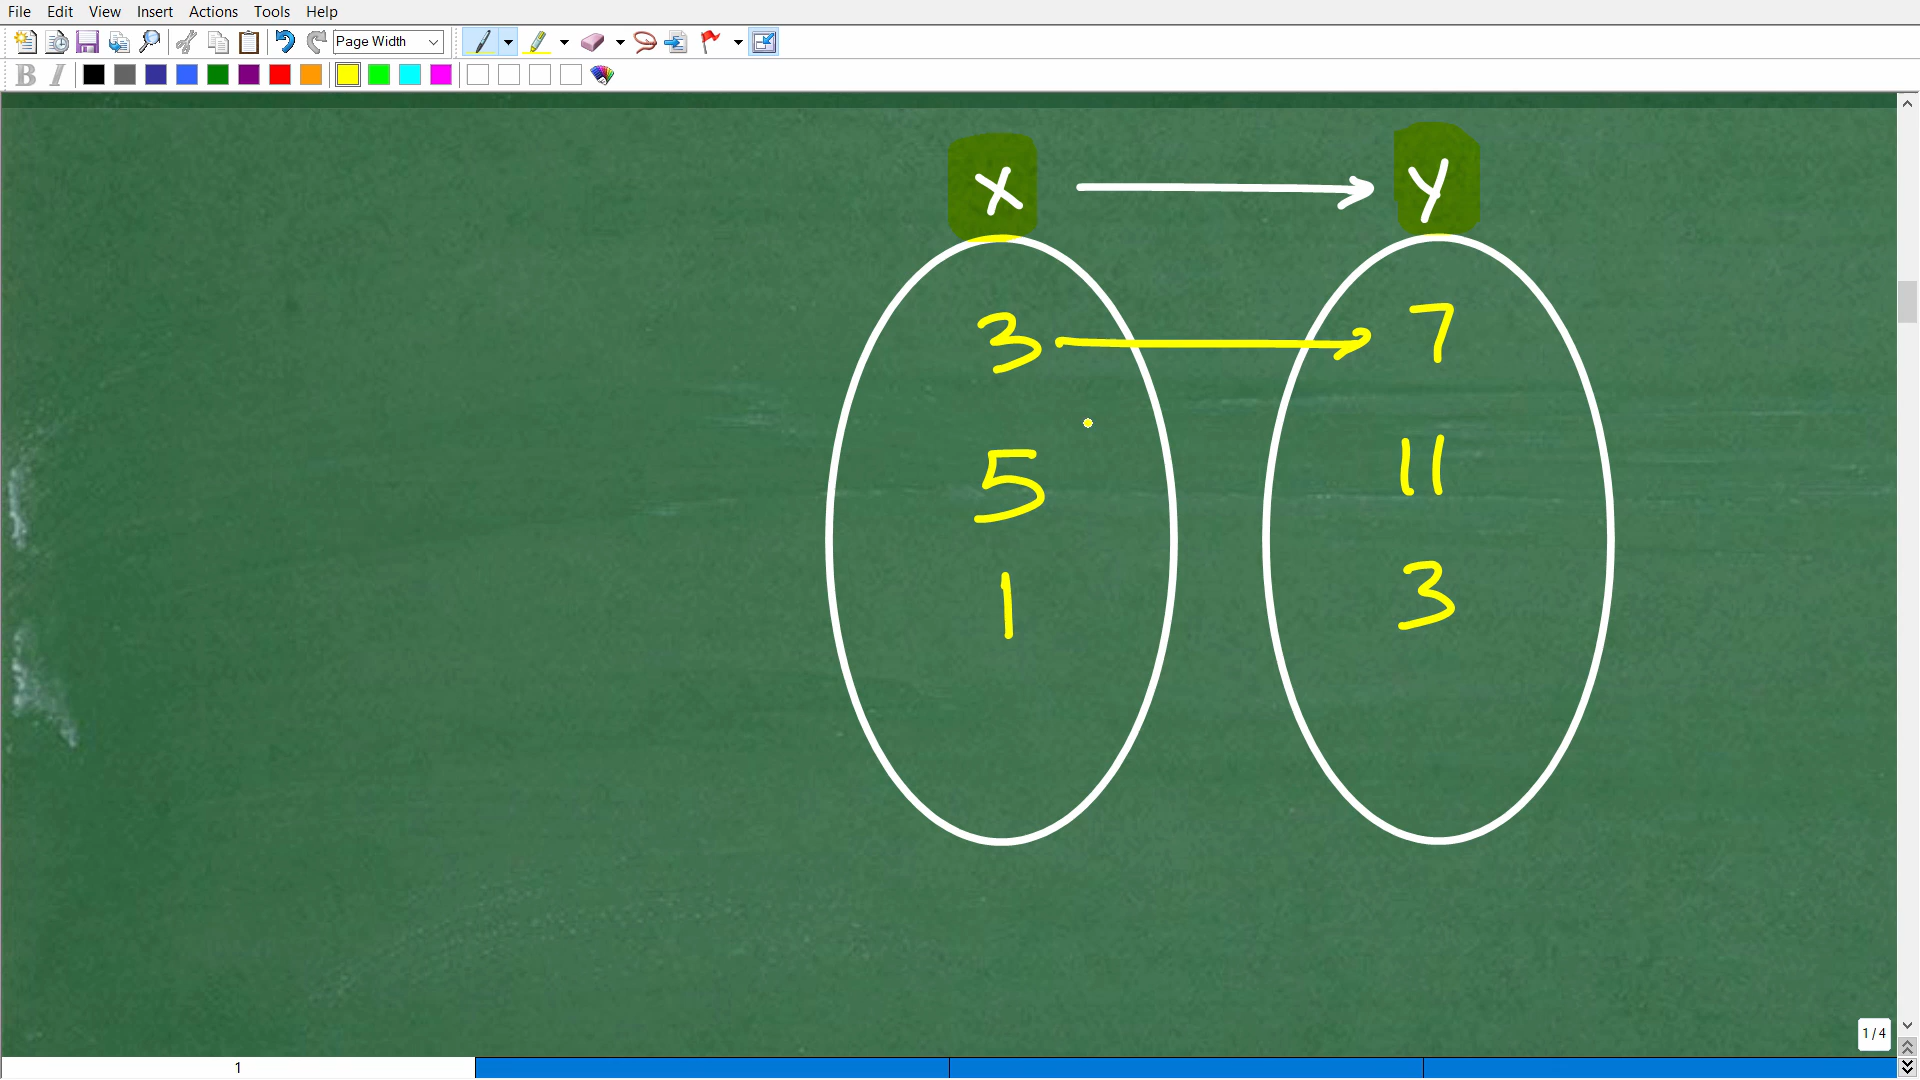 File Edit View Insert Actions Tools Help
Page Width
B I
x y
3 7
5 11
1 3
1 / 4
1